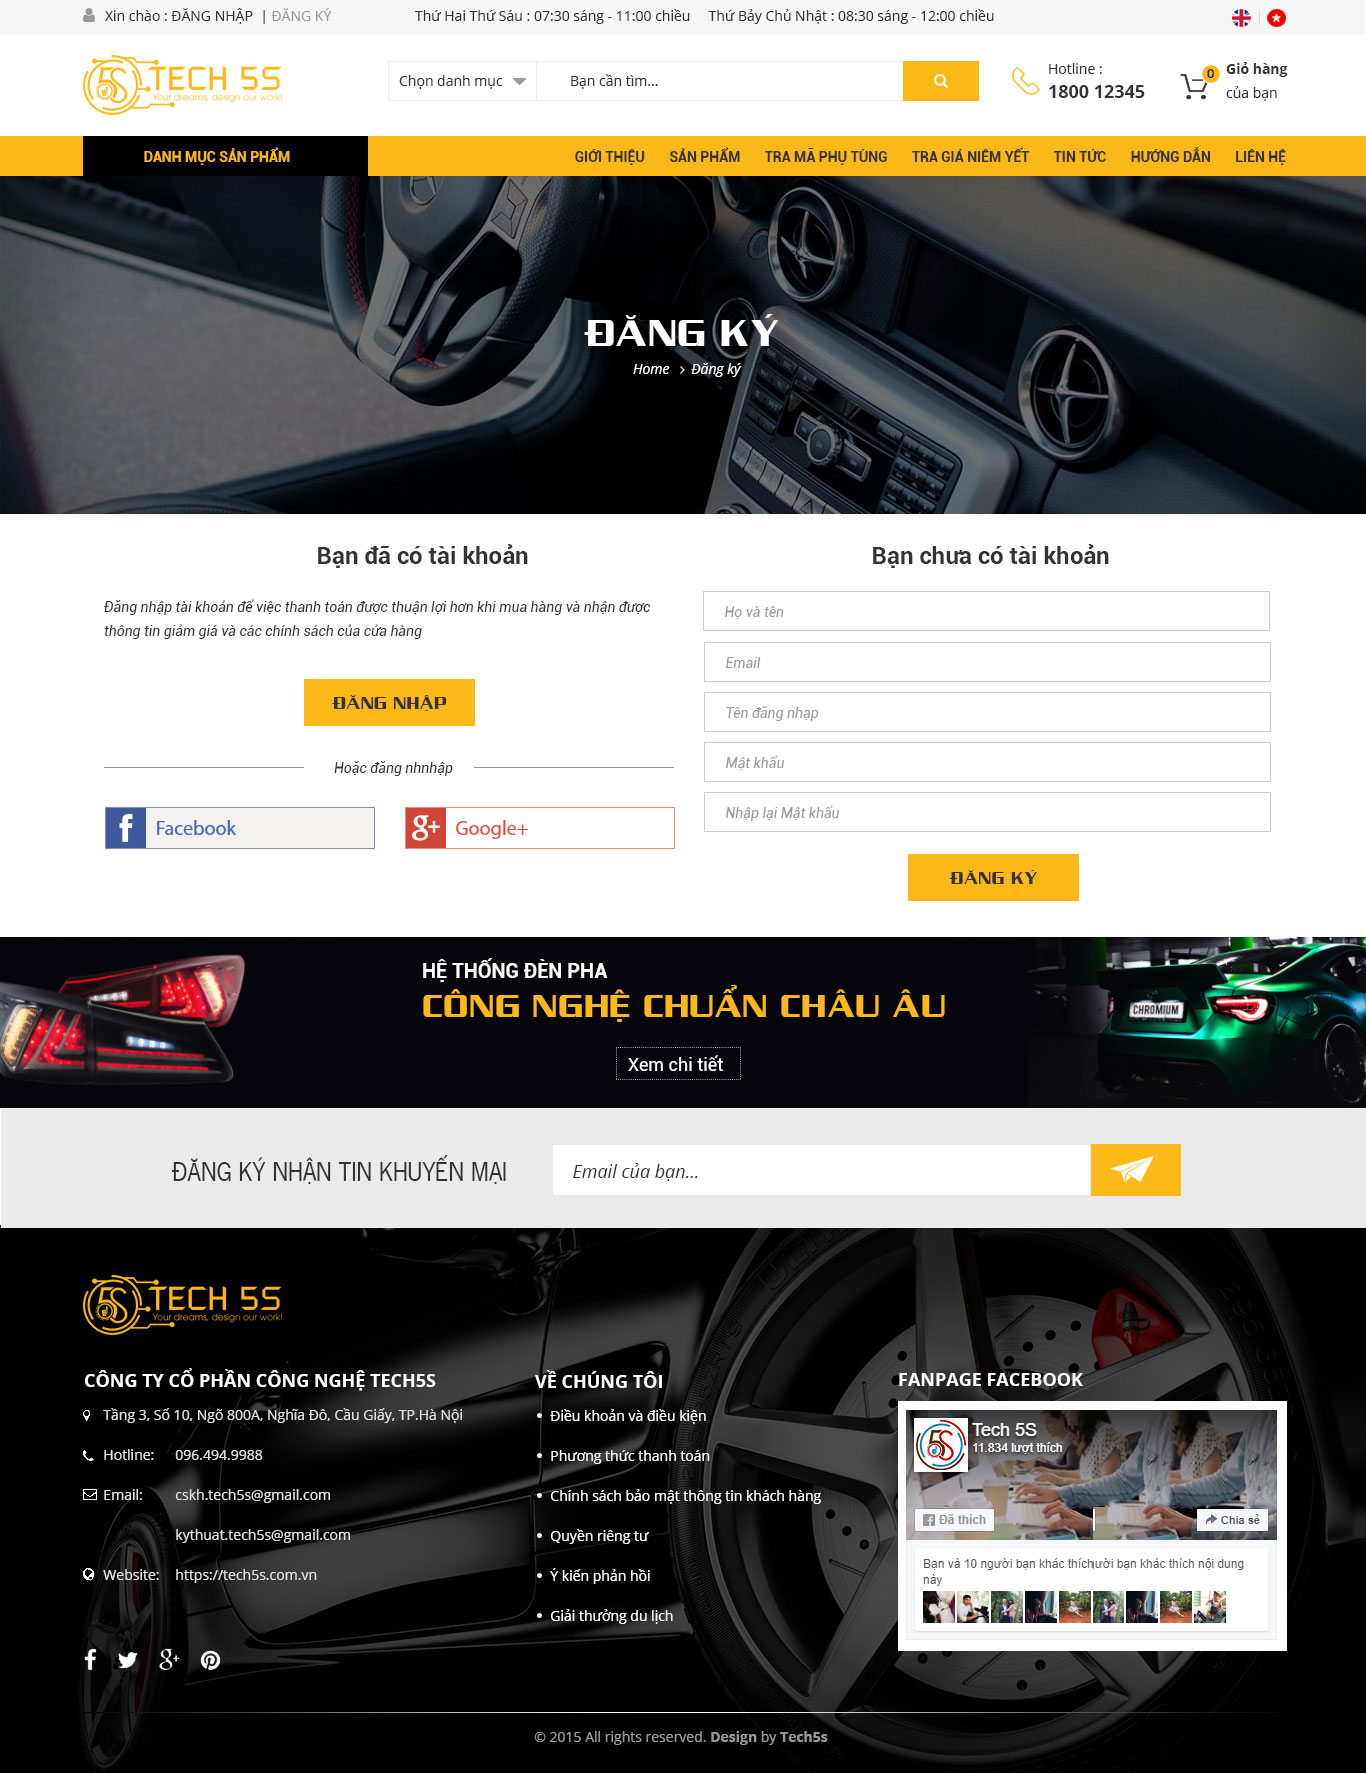 Xin chào : ĐĂNG NHẬP | ĐĂNG KÝ
Thứ Hai Thứ Sáu : 07:30 sáng - 11:00 chiều Thứ Bảy Chủ Nhật : 08:30 sáng - 12:00 chiều
5S TECH 5S
Your dreams, design our work!
Chọn danh mục
Bạn cần tìm...
Hotline :
1800 12345
0
Giỏ hàng
của bạn
DANH MỤC SẢN PHẨM
GIỚI THIỆU SẢN PHẨM TRA MÃ PHỤ TÙNG TRA GIÁ NIÊM YẾT TIN TỨC HƯỚNG DẪN LIÊN HỆ
ĐĂNG KÝ
Home > Đăng ký
Bạn đã có tài khoản
Đăng nhập tài khoản để việc thanh toán được thuận lợi hơn khi mua hàng và nhận được
thông tin giảm giá và các chính sách của cửa hàng
ĐĂNG NHẬP
Hoặc đăng nhnhập
Facebook
Google+
Bạn chưa có tài khoản
Họ và tên
Email
Tên đăng nhạp
Mật khẩu
Nhập lại Mật khẩu
ĐĂNG KÝ
HỆ THỐNG ĐÈN PHA
CÔNG NGHỆ CHUẨN CHÂU ÂU
Xem chi tiết
CHROMIUM
ĐĂNG KÝ NHẬN TIN KHUYẾN MẠI
Email của bạn...
5S TECH 5S
Your dreams, design our work!
CÔNG TY CỔ PHẦN CÔNG NGHỆ TECH5S
Tầng 3, Số 10, Ngõ 800A, Nghĩa Đô, Cầu Giấy, TP.Hà Nội
Hotline: 096.494.9988
Email: cskh.tech5s@gmail.com
kythuat.tech5s@gmail.com
Website: https://tech5s.com.vn
VỀ CHÚNG TÔI
• Điều khoản và điều kiện
• Phương thức thanh toán
• Chính sách bảo mật thông tin khách hàng
• Quyền riêng tư
• Ý kiến phản hồi
• Giải thưởng du lịch
FANPAGE FACEBOOK
5S
Tech 5S
11.834 lượt thích
Đã thích
Chia sẻ
Bạn và 10 người bạn khác thíchười bạn khác thích nội dung
này
© 2015 All rights reserved. Design by Tech5s